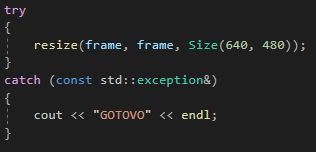 try
{
resize(frame, frame, Size(640, 480));
}
catch (const std::exception&)
{
cout << "GOTOVO" << endl;
}